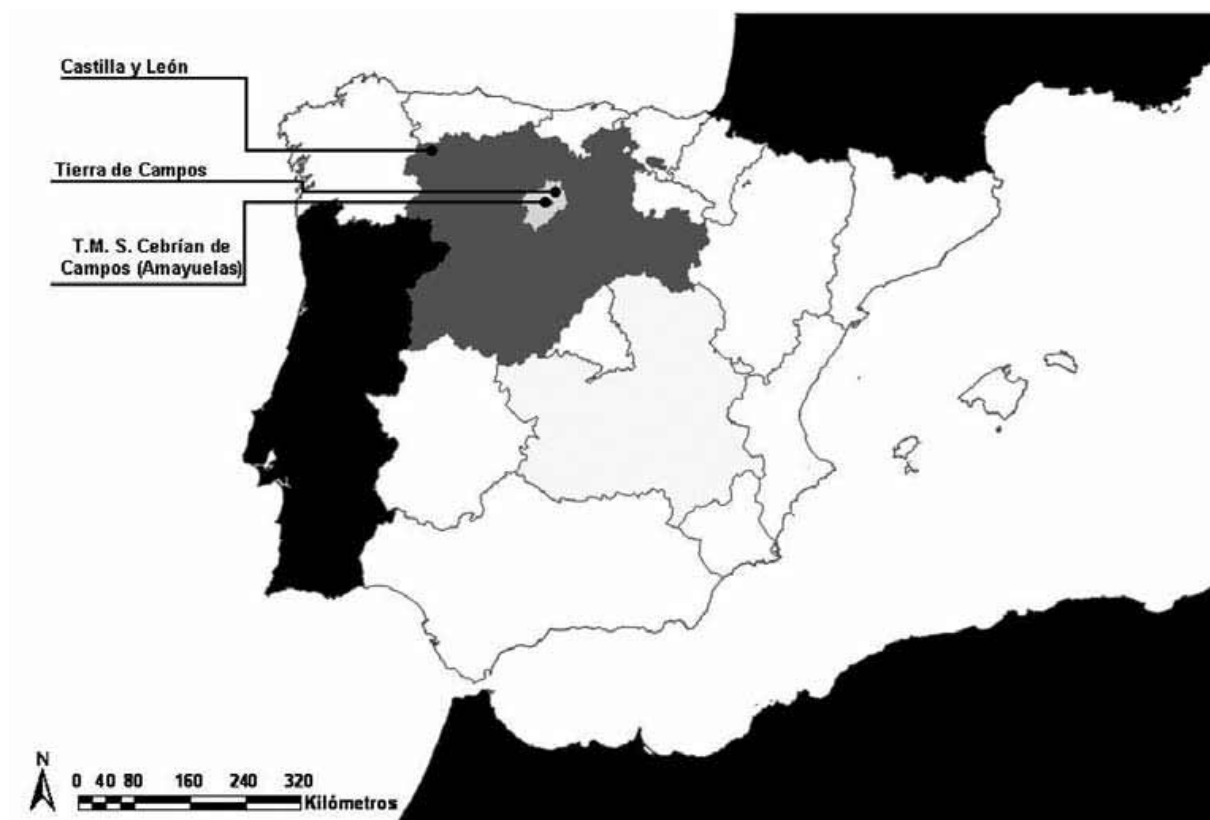 Castilla y León
Tierra de Campos
T.M. S. Cebrían de
Campos (Amayuelas)
N
0 40 80 160 240 320
Kilómetros